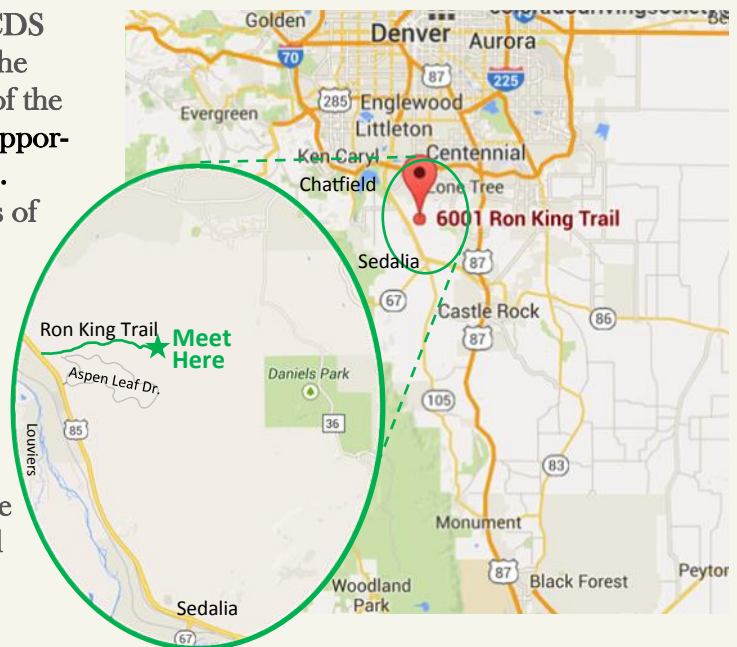 CDS
he
of the
ppor-
.
s of
e
Golden
Denver
Aurora
70
87
225
285
Englewood
Evergreen
Littleton
Ken Caryl
Centennial
Chatfield
Lone Tree
6001 Ron King Trail
Sedalia
87
67
Castle Rock
86
87
105
83
Monument
87
Black Forest
Peyton
Woodland
Park
Ron King Trail
Meet
Here
Aspen Leaf Dr.
Daniels Park
36
85
Louviers
Sedalia
67